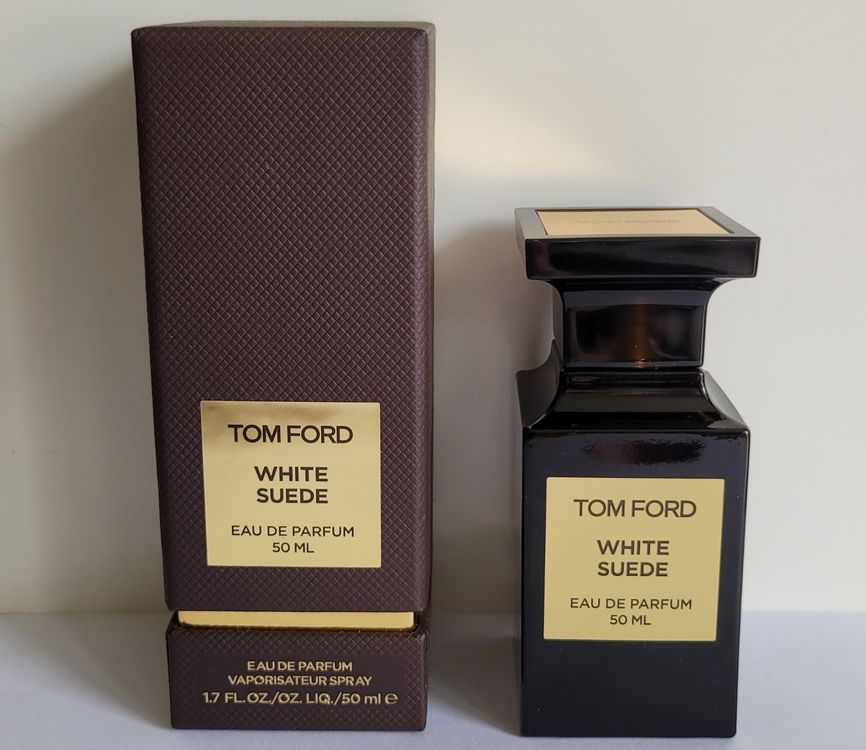 TOM FORD
WHITE
SUEDE
EAU DE PARFUM
50 ML
EAU DE PARFUM
VAPORISATEUR SPRAY
1.7 FL.OZ./OZ. LIQ./50 ml ℮
TOM FORD
WHITE
SUEDE
EAU DE PARFUM
50 ML